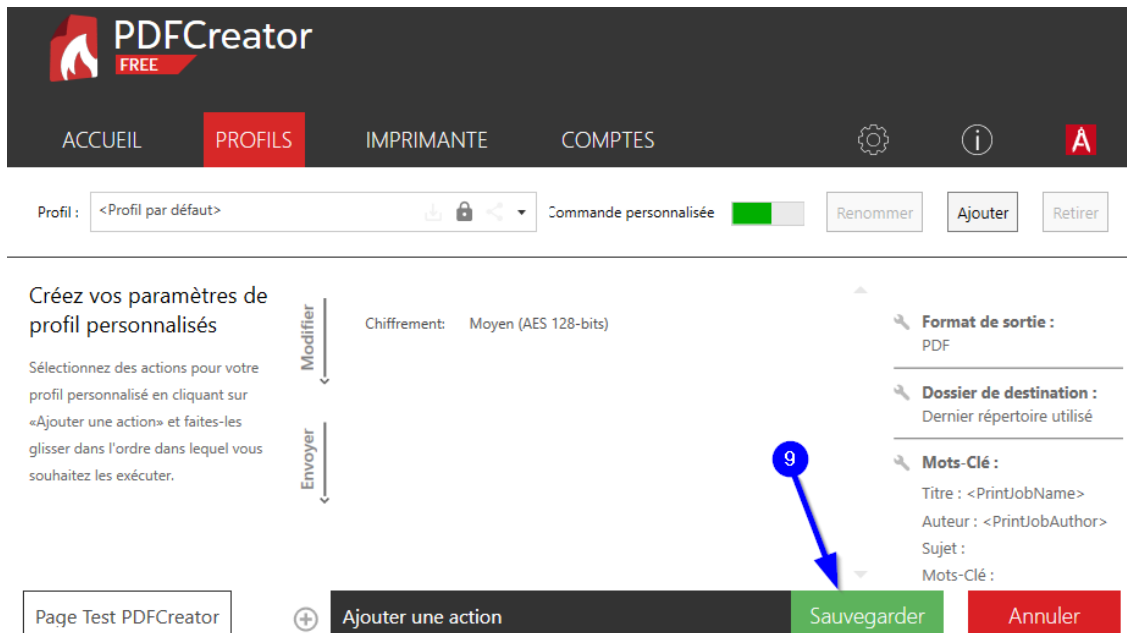 PDFCreator
FREE
ACCUEIL PROFILS IMPRIMANTE COMPTES
Profil : <Profil par défaut> Commande personnalisée Renommer Ajouter Retirer
Créez vos paramètres de
profil personnalisés
Sélectionnez des actions pour votre
profil personnalisé en cliquant sur
«Ajouter une action» et faites-les
glisser dans l'ordre dans lequel vous
souhaitez les exécuter.
Modifier
Chiffrement: Moyen (AES 128-bits)
Envoyer
9
Format de sortie :
PDF
Dossier de destination :
Dernier répertoire utilisé
Mots-Clé :
Titre : <PrintJobName>
Auteur : <PrintJobAuthor>
Sujet :
Mots-Clé :
Page Test PDFCreator Ajouter une action Sauvegarder Annuler